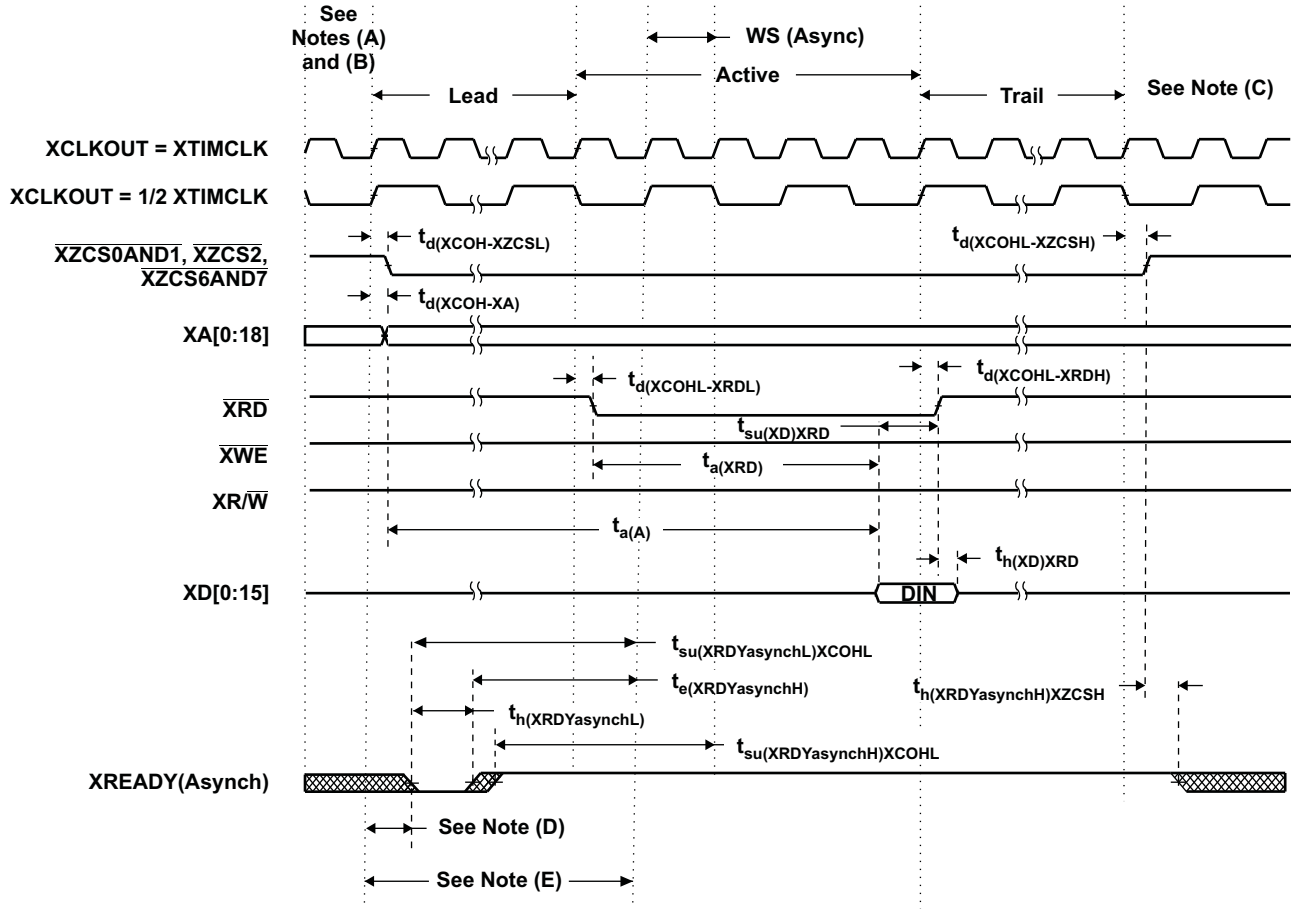 See
Notes (A)
and (B)
WS (Async)
Active
Lead
Trail
See Note (C)
XCLKOUT = XTIMCLK
XCLKOUT = 1/2 XTIMCLK
td(XCOH-XZCSL)
td(XCOHL-XZCSH)
XZCS0AND1, XZCS2,
XZCS6AND7
td(XCOH-XA)
XA[0:18]
td(XCOHL-XRDL)
td(XCOHL-XRDH)
XRD
tsu(XD)XRD
XWE
ta(XRD)
XR/W
ta(A)
th(XD)XRD
XD[0:15]
DIN
tsu(XRDYasynchL)XCOHL
te(XRDYasynchH)
th(XRDYasynchH)XZCSH
th(XRDYasynchL)
tsu(XRDYasynchH)XCOHL
XREADY(Asynch)
See Note (D)
See Note (E)